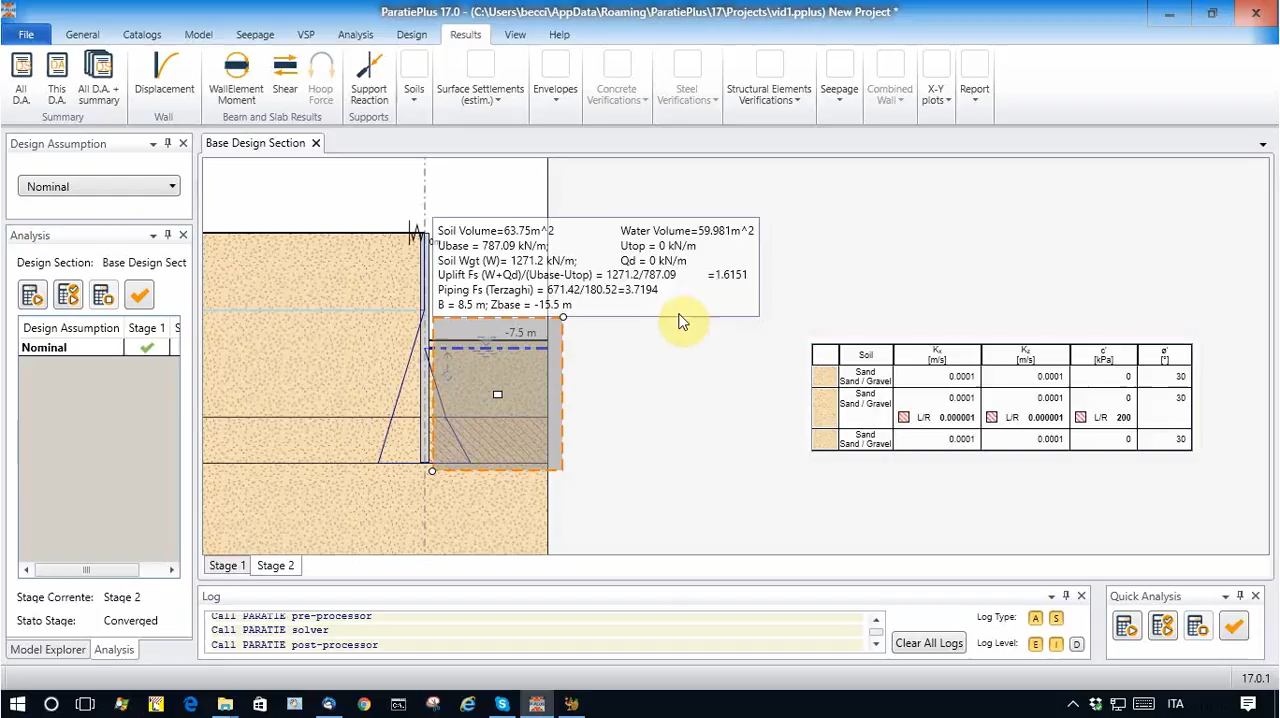 ParatiePlus 17.0 - (C:\Users\becci\AppData\Roaming\ParatiePlus\17\Projects\vid1.pplus) New Project *
File General Catalogs Model Seepage VSP Analysis Design Results View Help
All D.A. This D.A. All D.A. + summary Displacement WallElement Moment Shear Hoop Force Support Reaction Soils Surface Settlements (estim.) Envelopes Concrete Verifications Steel Verifications Structural Elements Verifications Seepage Combined Wall X-Y plots Report
Summary Wall Beam and Slab Results Supports
Design Assumption
Nominal
Analysis
Design Section: Base Design Sect
Design Assumption Stage 1 S
Nominal
Stage Corrente: Stage 2
Stato Stage: Converged
Model Explorer Analysis
Base Design Section
Soil Volume=63.75m^2 Water Volume=59.981m^2
Ubase = 787.09 kN/m; Utop = 0 kN/m
Soil Wgt (W)= 1271.2 kN/m; Qd = 0 kN/m
Uplift Fs (W+Qd)/(Ubase-Utop) = 1271.2/787.09 =1.6151
Piping Fs (Terzaghi) = 671.42/180.52=3.7194
B = 8.5 m; Zbase = -15.5 m
-7.5 m
Soil Kx [m/s] Kz [m/s] c' [kPa] ø' [°]
Sand Sand / Gravel 0.0001 0.0001 0 30
Sand Sand / Gravel 0.0001 0.0001 0 30
L/R 0.000001 L/R 0.000001 L/R 200
Sand Sand / Gravel 0.0001 0.0001 0 30
Stage 1 Stage 2
Log
Call PARATIE pre-processor
Call PARATIE solver
Call PARATIE post-processor
Clear All Logs
Log Type: A S
Log Level: E I D
Quick Analysis
17.0.1
ITA